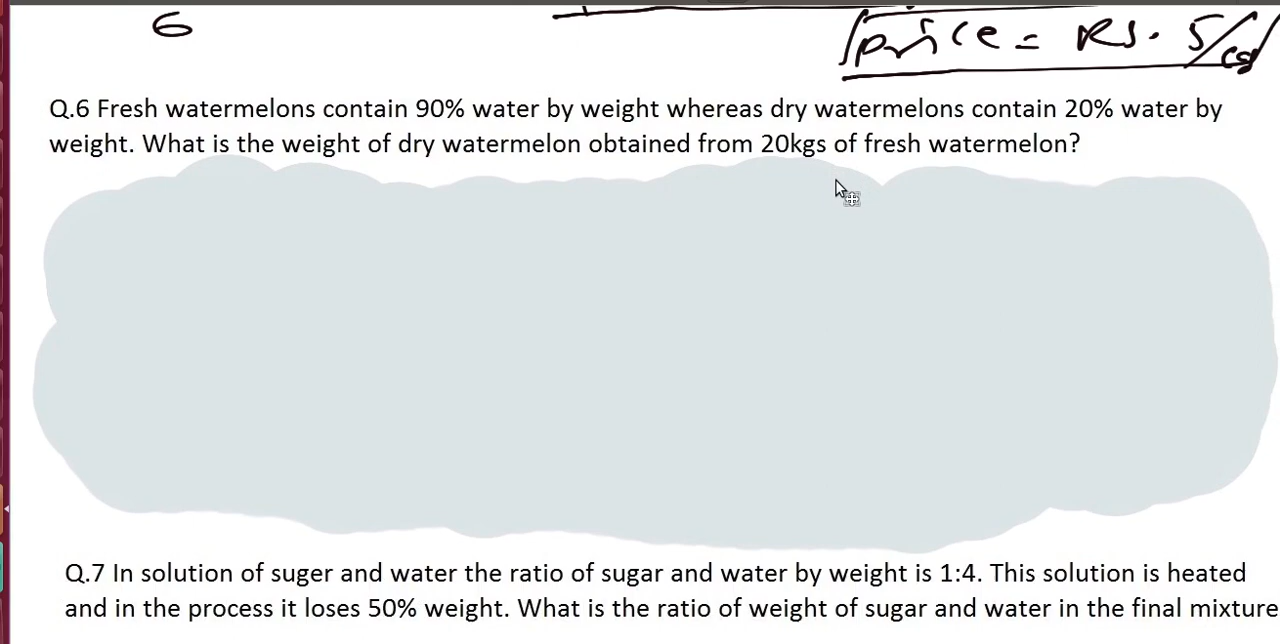 6
price = Rs. 5/kg
Q.6 Fresh watermelons contain 90% water by weight whereas dry watermelons contain 20% water by
weight. What is the weight of dry watermelon obtained from 20kgs of fresh watermelon?
Q.7 In solution of suger and water the ratio of sugar and water by weight is 1:4. This solution is heated
and in the process it loses 50% weight. What is the ratio of weight of sugar and water in the final mixture